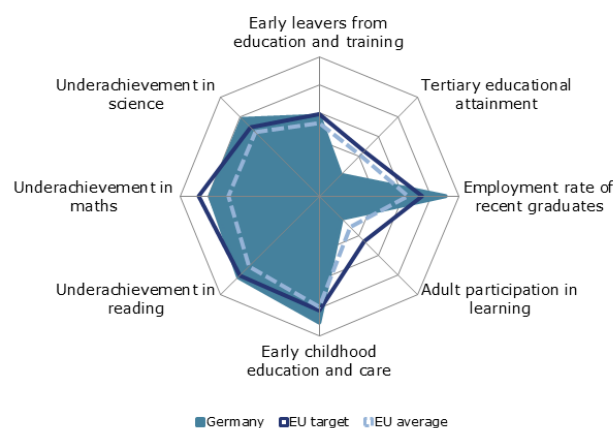 Early leavers from
education and training
Underachievement in
science
Tertiary educational
attainment
Underachievement in
maths
Employment rate of
recent graduates
Underachievement in
reading
Adult participation in
learning
Early childhood
education and care
Germany EU target EU average